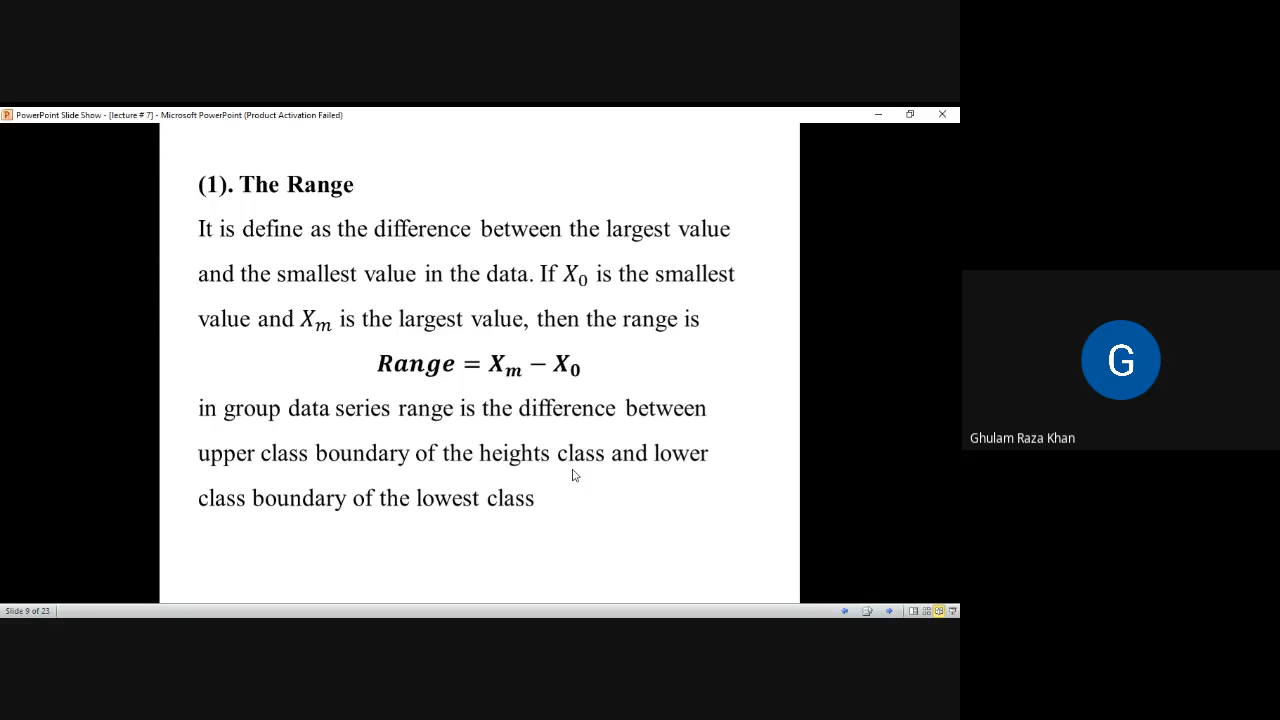 PowerPoint Slide Show - [lecture # 7] - Microsoft PowerPoint (Product Activation Failed)
(1). The Range
It is define as the difference between the largest value
and the smallest value in the data. If X₀ is the smallest
value and Xₘ is the largest value, then the range is
Range = Xₘ − X₀
in group data series range is the difference between
upper class boundary of the heights class and lower
class boundary of the lowest class
G
Ghulam Raza Khan
Slide 9 of 23